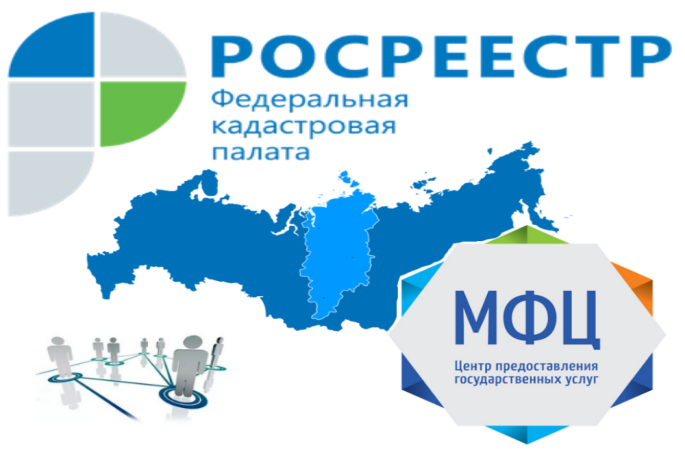 РОСРЕЕСТР
Федеральная
кадастровая
палата
МФЦ
Центр предоставления
государственных услуг